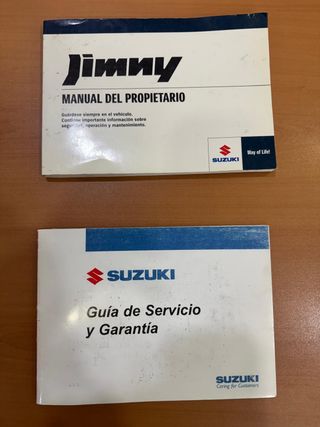 Jimny
MANUAL DEL PROPIETARIO
Guárdese siempre en el vehículo.
Contiene importante información sobre
seguridad, operación y mantenimiento.
SUZUKI
Way of Life!
SUZUKI
Guía de Servicio
y Garantía
SUZUKI
Caring for Customers